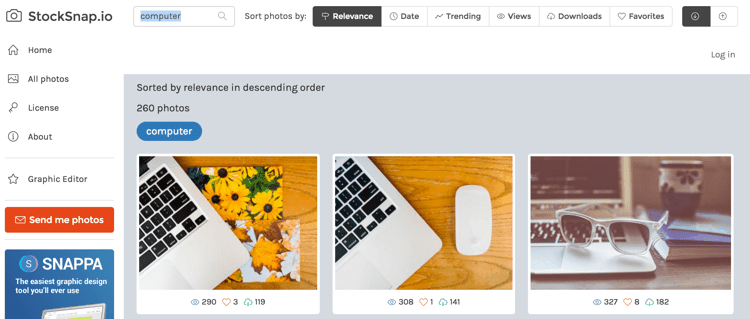 StockSnap.io
computer
Sort photos by:
Relevance
Date
Trending
Views
Downloads
Favorites
Log in
Home
All photos
License
About
Graphic Editor
Send me photos
SNAPPA
The easiest graphic design
tool you'll ever use
Sorted by relevance in descending order
260 photos
computer
290 3 119
308 1 141
327 8 182